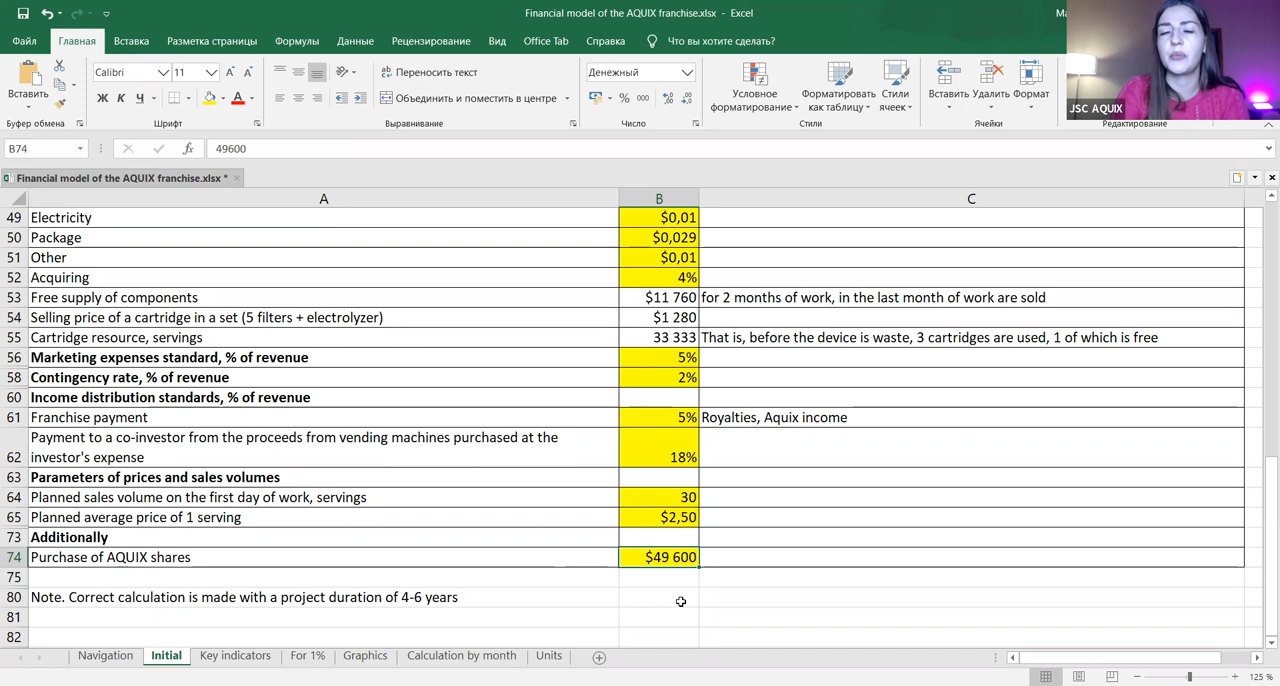 Financial model of the AQUIX franchise.xlsx - Excel
Файл Главная Вставка Разметка страницы Формулы Данные Рецензирование Вид Office Tab Справка Что вы хотите сделать?
Вставить
Calibri 11
Ж К Ч
Переносить текст
Объединить и поместить в центре
Денежный
% 000
Условное форматирование
Форматировать как таблицу
Стили ячеек
Вставить Удалить Формат
JSC AQUIX
Буфер обмена Шрифт Выравнивание Число Стили Ячейки Редактирование
B74 fx 49600
Financial model of the AQUIX franchise.xlsx *
A B C
49 Electricity $0,01
50 Package $0,029
51 Other $0,01
52 Acquiring 4%
53 Free supply of components $11 760 for 2 months of work, in the last month of work are sold
54 Selling price of a cartridge in a set (5 filters + electrolyzer) $1 280
55 Cartridge resource, servings 33 333 That is, before the device is waste, 3 cartridges are used, 1 of which is free
56 Marketing expenses standard, % of revenue 5%
58 Contingency rate, % of revenue 2%
60 Income distribution standards, % of revenue
61 Franchise payment 5% Royalties, Aquix income
Payment to a co-investor from the proceeds from vending machines purchased at the
62 investor's expense 18%
63 Parameters of prices and sales volumes
64 Planned sales volume on the first day of work, servings 30
65 Planned average price of 1 serving $2,50
73 Additionally
74 Purchase of AQUIX shares $49 600
75
80 Note. Correct calculation is made with a project duration of 4-6 years
81
82
Navigation Initial Key indicators For 1% Graphics Calculation by month Units
125 %